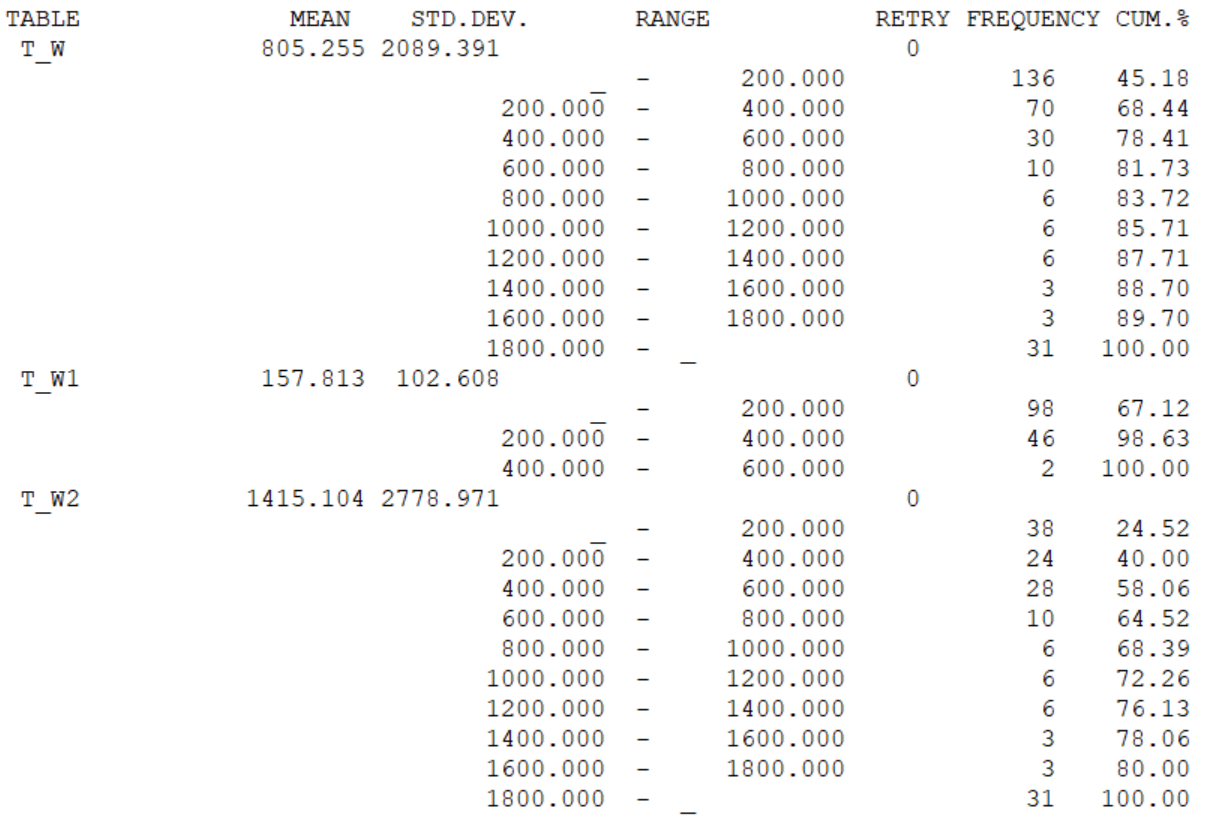 TABLE MEAN STD.DEV. RANGE RETRY FREQUENCY CUM.%
T_W 805.255 2089.391 0
_ - 200.000 136 45.18
200.000 - 400.000 70 68.44
400.000 - 600.000 30 78.41
600.000 - 800.000 10 81.73
800.000 - 1000.000 6 83.72
1000.000 - 1200.000 6 85.71
1200.000 - 1400.000 6 87.71
1400.000 - 1600.000 3 88.70
1600.000 - 1800.000 3 89.70
1800.000 - _ 31 100.00
T_W1 157.813 102.608 0
_ - 200.000 98 67.12
200.000 - 400.000 46 98.63
400.000 - 600.000 2 100.00
T_W2 1415.104 2778.971 0
_ - 200.000 38 24.52
200.000 - 400.000 24 40.00
400.000 - 600.000 28 58.06
600.000 - 800.000 10 64.52
800.000 - 1000.000 6 68.39
1000.000 - 1200.000 6 72.26
1200.000 - 1400.000 6 76.13
1400.000 - 1600.000 3 78.06
1600.000 - 1800.000 3 80.00
1800.000 - _ 31 100.00